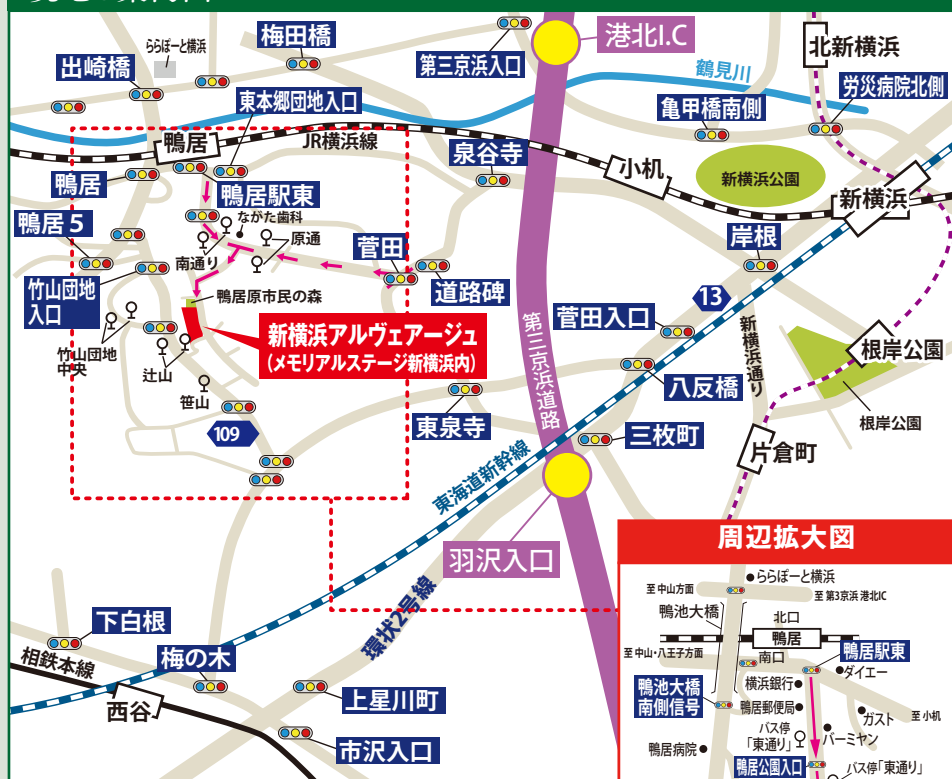 ららぽーと横浜
梅田橋
第三京浜入口
港北I.C
北新横浜
出崎橋
鶴見川
労災病院北側
東本郷団地入口
亀甲橋南側
鴨居
JR横浜線
泉谷寺
小机
新横浜公園
鴨居
鴨居駅東
新横浜
ながた歯科
鴨居5
原通
菅田
岸根
南通り
竹山団地
入口
道路碑
鴨居原市民の森
13
菅田入口
新横浜アルヴェアージュ
(メモリアルステージ新横浜内)
第三京浜道路
新横浜通り
竹山団地
中央
辻山
根岸公園
八反橋
笹山
根岸公園
109
東泉寺
三枚町
片倉町
東海道新幹線
羽沢入口
環状2号線
下白根
相鉄本線
梅の木
西谷
上星川町
市沢入口
周辺拡大図
ららぽーと横浜
至 中山方面
至 第3京浜 港北IC
鴨池大橋
北口
鴨居
至 中山・八王子方面
南口
鴨居駅東
ダイエー
鴨池大橋
南側信号
横浜銀行
鴨居郵便局
ガスト
至 小机
バス停
「東通り」
バーミヤン
鴨居病院
鴨居公園入口
バス停「東通り」